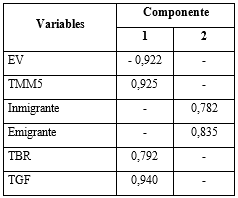 Variables Componente
1 2
EV - 0,922 -
TMM5 0,925 -
Inmigrante - 0,782
Emigrante - 0,835
TBR 0,792 -
TGF 0,940 -